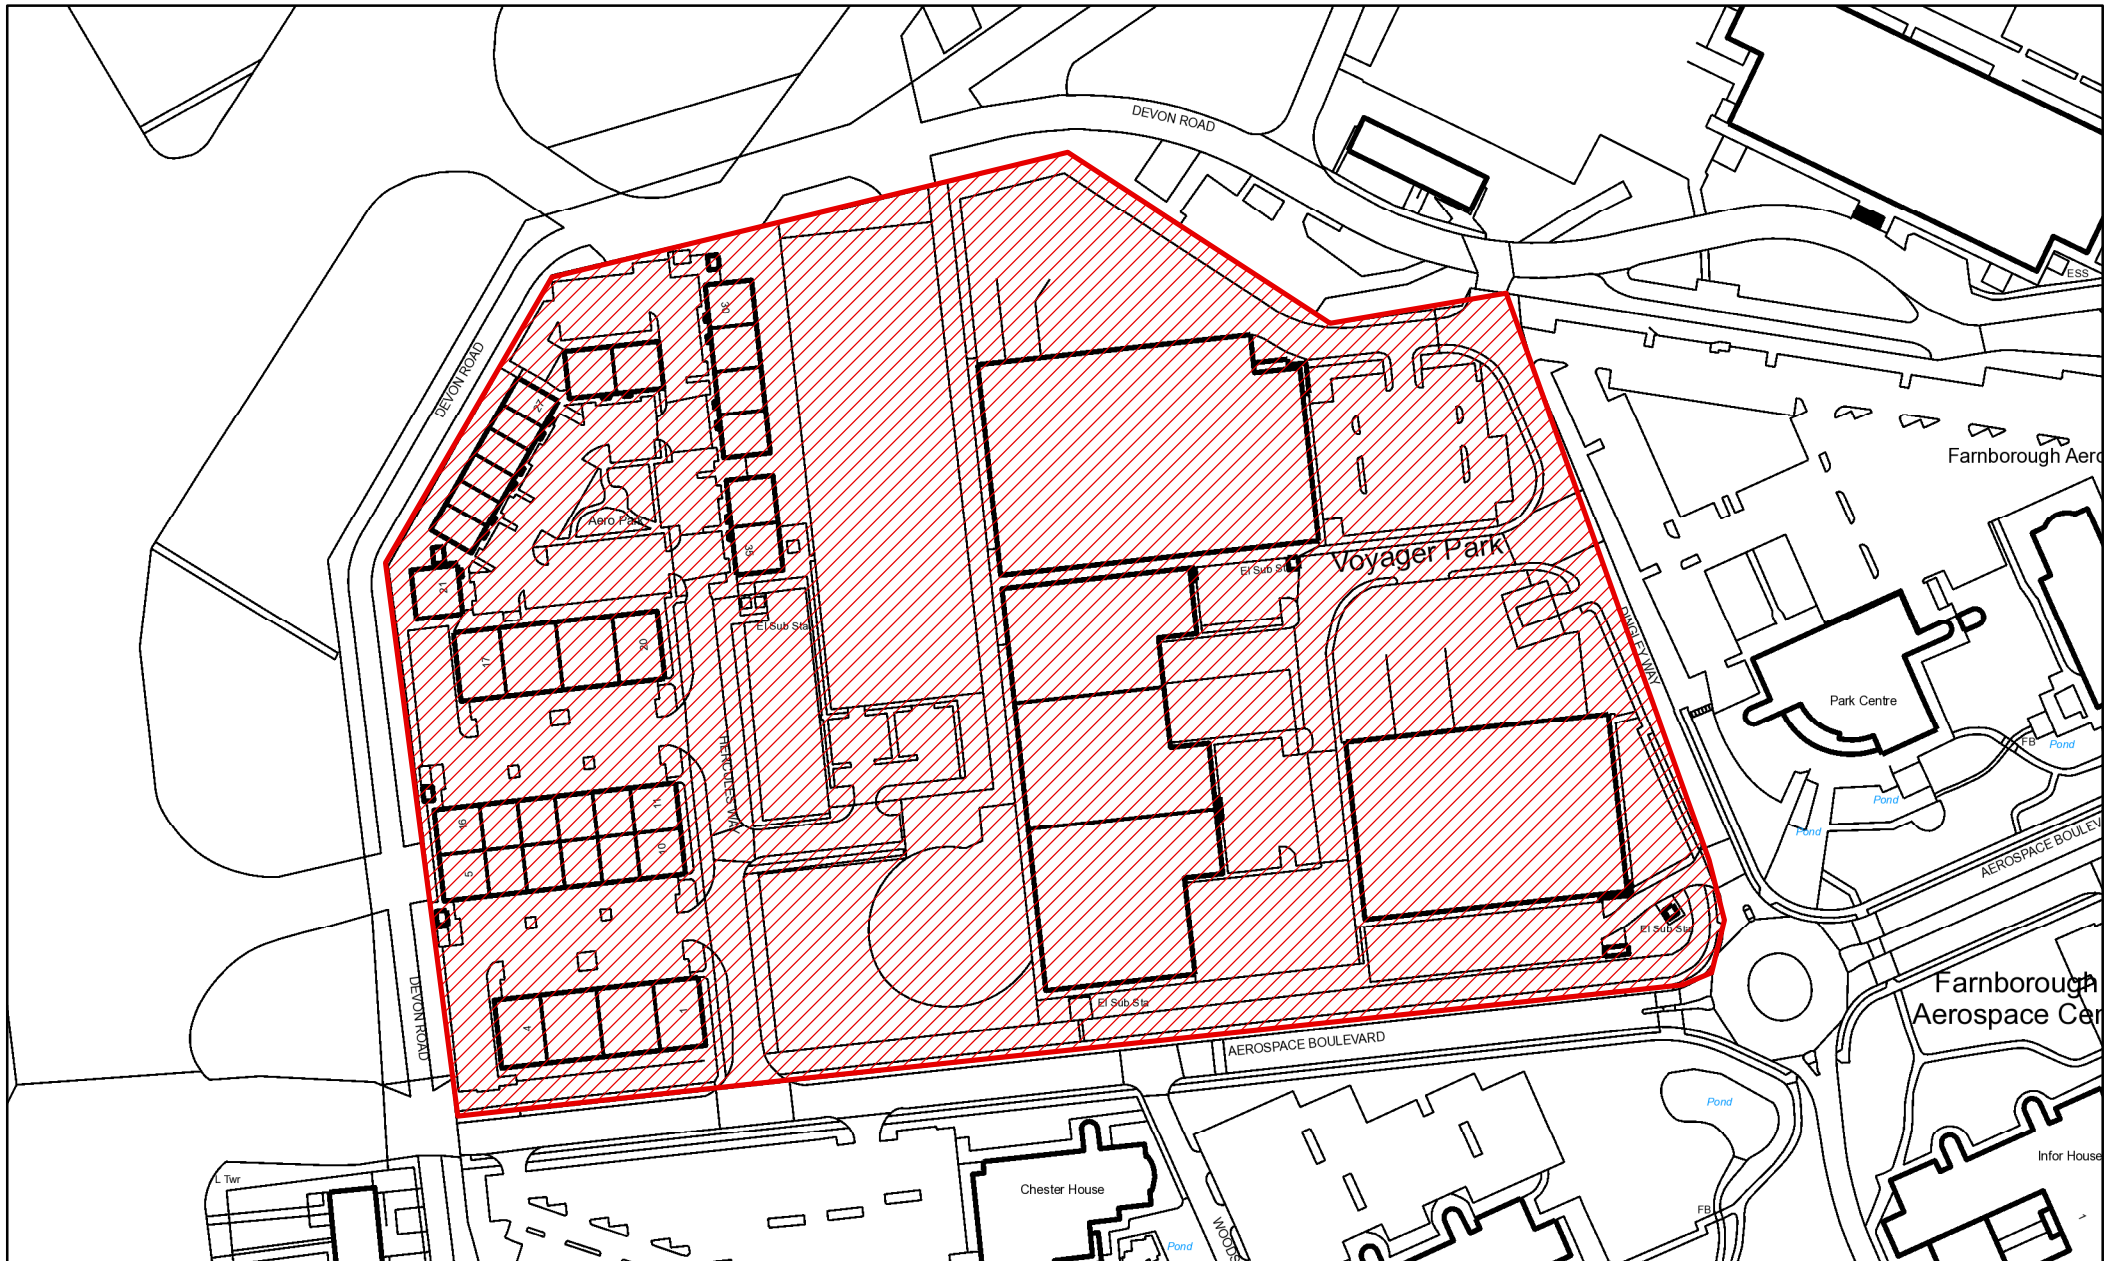 DEVON ROAD
ESS
30
DEVON ROAD
27
Farnborough Aero
Aero Park
35
Voyager Park
El Sub Sta
21
El Sub Sta
DINGLEY WAY
20
17
Park Centre
FB
Pond
HERCULES WAY
Pond
16
11
Pond
10
5
AEROSPACE BOULEV
El Sub Sta
Farnborough
Aerospace Cen
DEVON ROAD
El Sub Sta
4
1
AEROSPACE BOULEVARD
Pond
Infor House
L Twr
Chester House
FB
1
Pond
WOODS